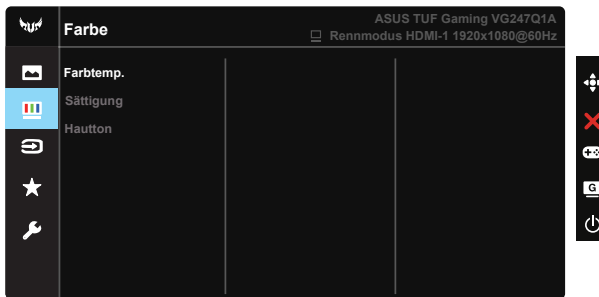 Farbe
ASUS TUF Gaming VG247Q1A
Rennmodus HDMI-1 1920x1080@60Hz
Farbtemp.
Sättigung
Hautton
G